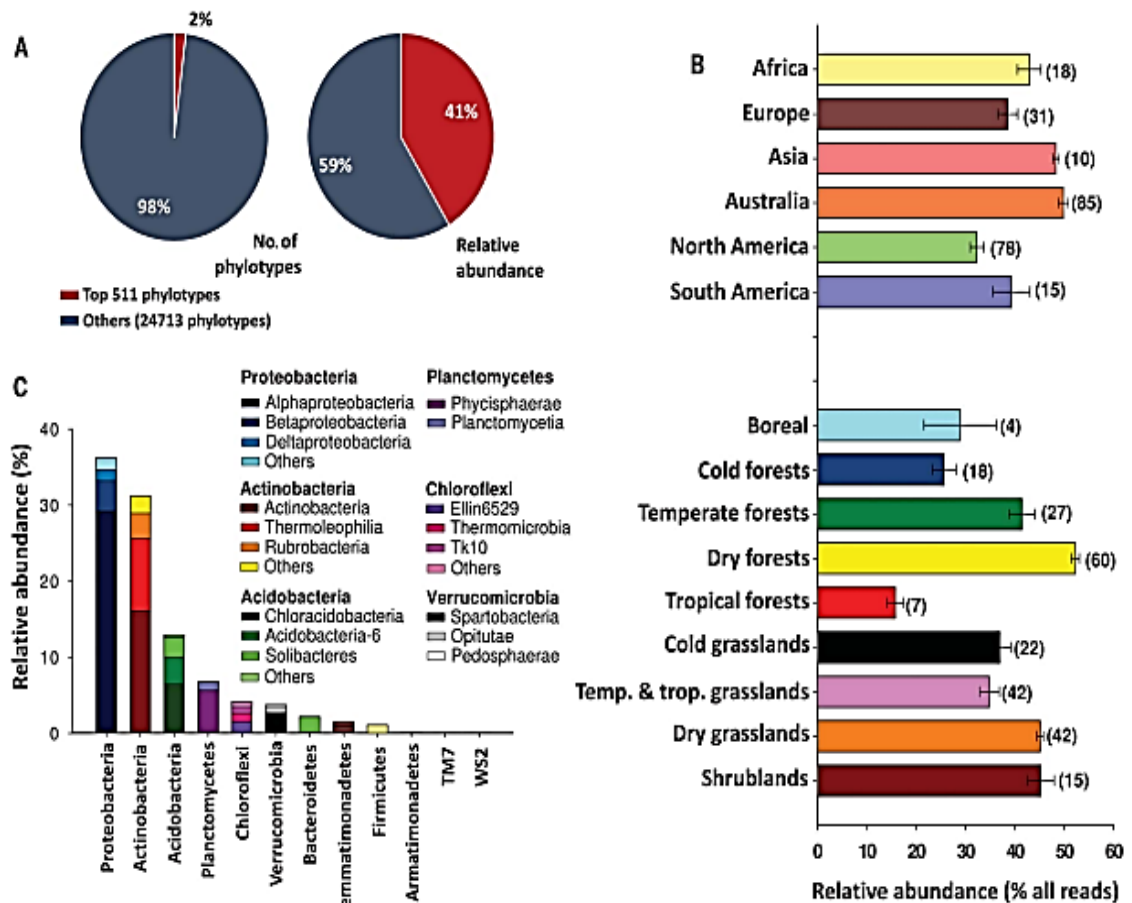 A
2%
98%
No. of
phylotypes
41%
59%
Relative
abundance
Top 511 phylotypes
Others (24713 phylotypes)
B
Africa
(18)
Europe
(31)
Asia
(10)
Australia
(85)
North America
(78)
South America
(15)
Boreal
(4)
Cold forests
(18)
Temperate forests
(27)
Dry forests
(60)
Tropical forests
(7)
Cold grasslands
(22)
Temp. & trop. grasslands
(42)
Dry grasslands
(42)
Shrublands
(15)
0 10 20 30 40 50 60
Relative abundance (% all reads)
C
Proteobacteria
Alphaproteobacteria
Betaproteobacteria
Deltaproteobacteria
Others
Actinobacteria
Actinobacteria
Thermoleophilia
Rubrobacteria
Others
Acidobacteria
Chloracidobacteria
Acidobacteria-6
Solibacteres
Others
Planctomycetes
Phycisphaerae
Planctomycetia
Chloroflexi
Ellin6529
Thermomicrobia
Tk10
Others
Verrucomicrobia
Spartobacteria
Opitutae
Pedosphaerae
Relative abundance (%)
40
30
20
10
0
Proteobacteria
Actinobacteria
Acidobacteria
Planctomycetes
Chloroflexi
Verrucomicrobia
Bacteroidetes
emmatimonadetes
Firmicutes
Armatimonadetes
TM7
WS2